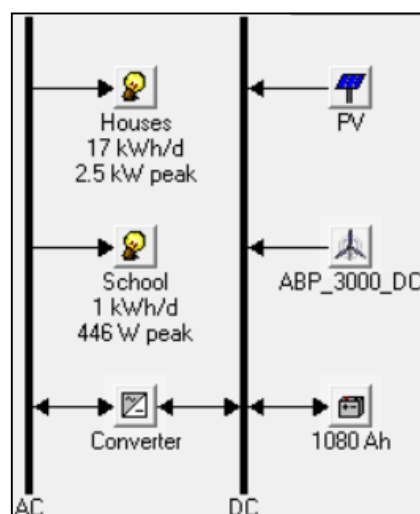 Houses
17 kWh/d
2.5 kW peak
PV
School
1 kWh/d
446 W peak
ABP_3000_DC
Converter
1080 Ah
AC
DC